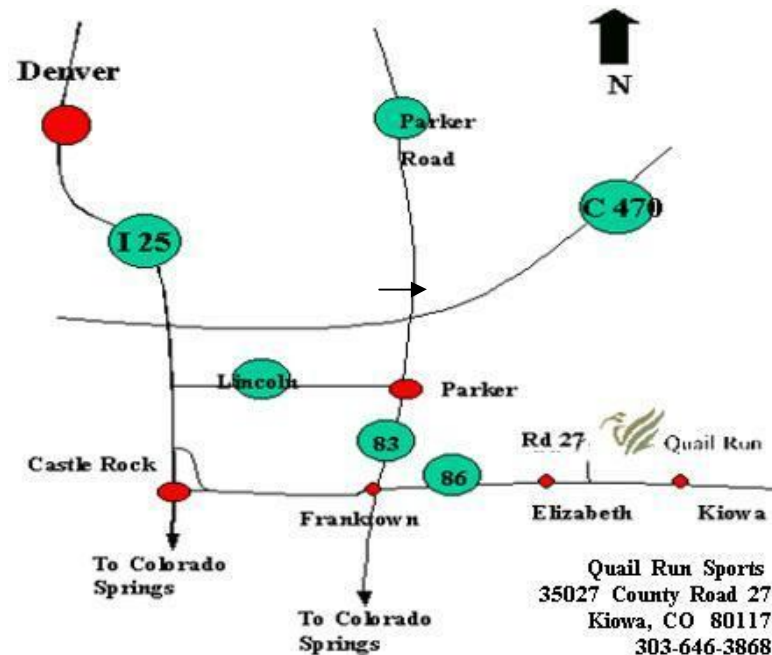 Denver
N
Parker
Road
C 470
I 25
Lincoln
Parker
83
Rd 27
Quail Run
Castle Rock
86
Franktown
Elizabeth
Kiowa
To Colorado
Springs
To Colorado
Springs
Quail Run Sports
35027 County Road 27
Kiowa, CO 80117
303-646-3868